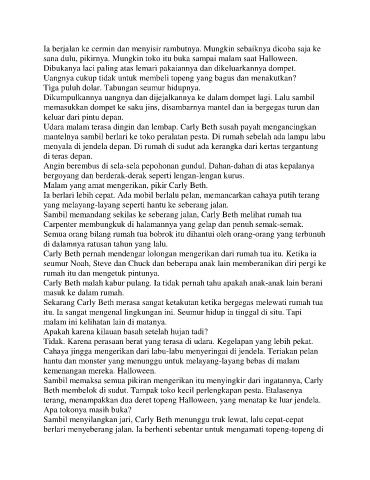 Ia berjalan ke cermin dan menyisir rambutnya. Mungkin sebaiknya dicoba saja ke
sana dulu, pikirnya. Mungkin toko itu buka sampai malam saat Halloween.
Dibukanya laci paling atas lemari pakaiannya dan dikeluarkannya dompet.
Uangnya cukup tidak untuk membeli topeng yang bagus dan menakutkan?
Tiga puluh dolar. Tabungan seumur hidupnya.
Dikumpulkannya uangnya dan dijejalkannya ke dalam dompet lagi. Lalu sambil
memasukkan dompet ke saku jins, disambarnya mantel dan ia bergegas turun dan
keluar dari pintu depan.
Udara malam terasa dingin dan lembap. Carly Beth susah payah mengancingkan
mantelnya sambil berlari ke toko peralatan pesta. Di rumah sebelah ada lampu labu
menyala di jendela depan. Di rumah di sudut ada kerangka dari kertas tergantung
di teras depan.
Angin berembus di sela-sela pepohonan gundul. Dahan-dahan di atas kepalanya
bergoyang dan berderak-derak seperti lengan-lengan kurus.
Malam yang amat mengerikan, pikir Carly Beth.
Ia berlari lebih cepat. Ada mobil berlalu pelan, memancarkan cahaya putih terang
yang melayang-layang seperti hantu ke seberang jalan.
Sambil memandang sekilas ke seberang jalan, Carly Beth melihat rumah tua
Carpenter membungkuk di halamannya yang gelap dan penuh semak-semak.
Semua orang bilang rumah tua bobrok itu dihantui oleh orang-orang yang terbunuh
di dalamnya ratusan tahun yang lalu.
Carly Beth pernah mendengar lolongan mengerikan dari rumah tua itu. Ketika ia
seumur Noah, Steve dan Chuck dan beberapa anak lain memberanikan diri pergi ke
rumah itu dan mengetuk pintunya.
Carly Beth malah kabur pulang. Ia tidak pernah tahu apakah anak-anak lain berani
masuk ke dalam rumah.
Sekarang Carly Beth merasa sangat ketakutan ketika bergegas melewati rumah tua
itu. Ia sangat mengenal lingkungan ini. Seumur hidup ia tinggal di situ. Tapi
malam ini kelihatan lain di matanya.
Apakah karena kilauan basah setelah hujan tadi?
Tidak. Karena perasaan berat yang terasa di udara. Kegelapan yang lebih pekat.
Cahaya jingga mengerikan dari labu-labu menyeringai di jendela. Teriakan pelan
hantu dan monster yang menunggu untuk melayang-layang bebas di malam
kemenangan mereka. Halloween.
Sambil memaksa semua pikiran mengerikan itu menyingkir dari ingatannya, Carly
Beth membelok di sudut. Tampak toko kecil perlengkapan pesta. Etalasenya
terang, menampakkan dua deret topeng Halloween, yang menatap ke luar jendela.
Apa tokonya masih buka?
Sambil menyilangkan jari, Carly Beth menunggu truk lewat, lalu cepat-cepat
berlari menyeberang jalan. Ia berhenti sebentar untuk mengamati topeng-topeng di